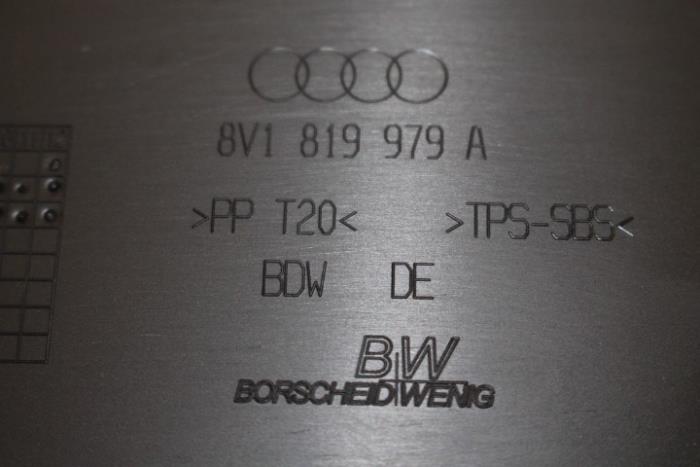 8V1 819 979 A
>PP T20< >TPS-SBS<
BDW DE
BW
BORSCHEID WENIG